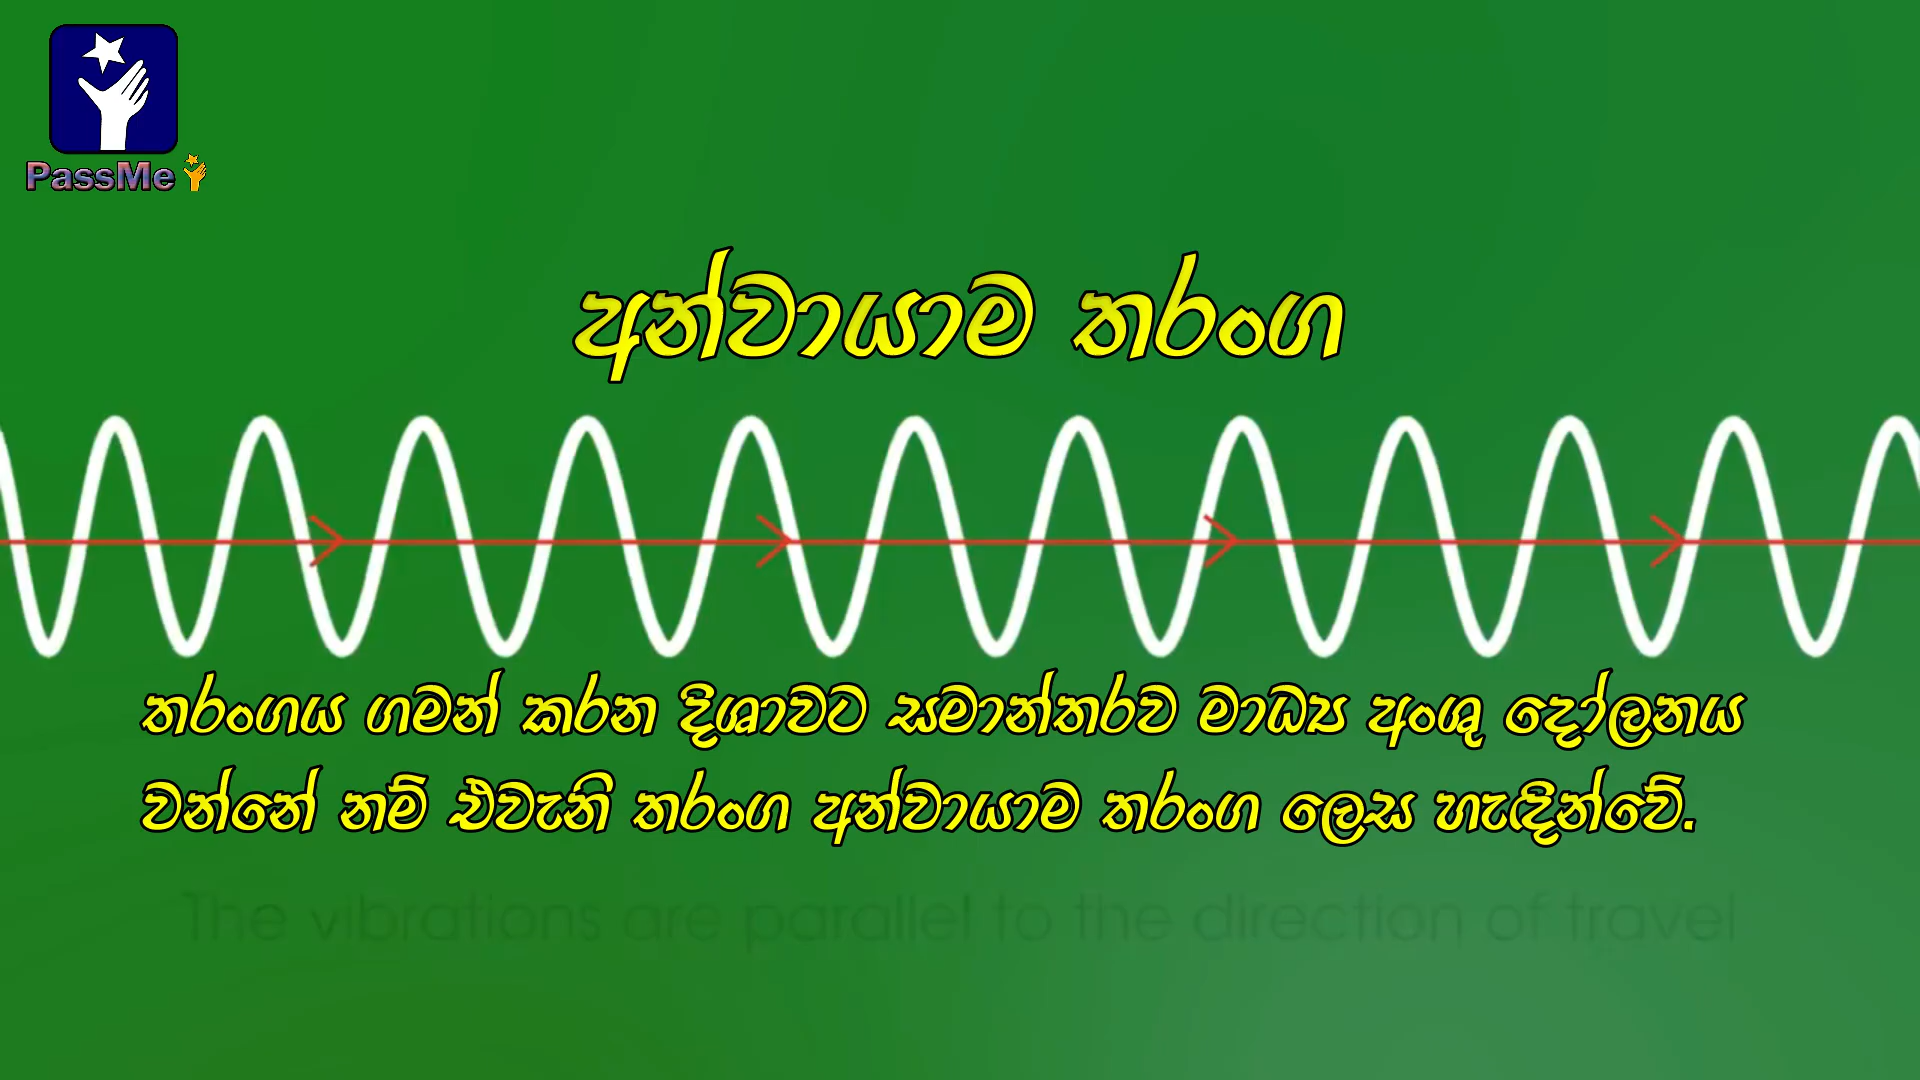 PassMe
අන්වායාම තරංග
තරංගය ගමන් කරන දිශාවට සමාන්තරව මාධ්‍ය අංශු දෝලනය
වන්නේ නම් එවැනි තරංග අන්වායාම තරංග ලෙස හැඳින්වේ.
The vibrations are parallel to the direction of travel